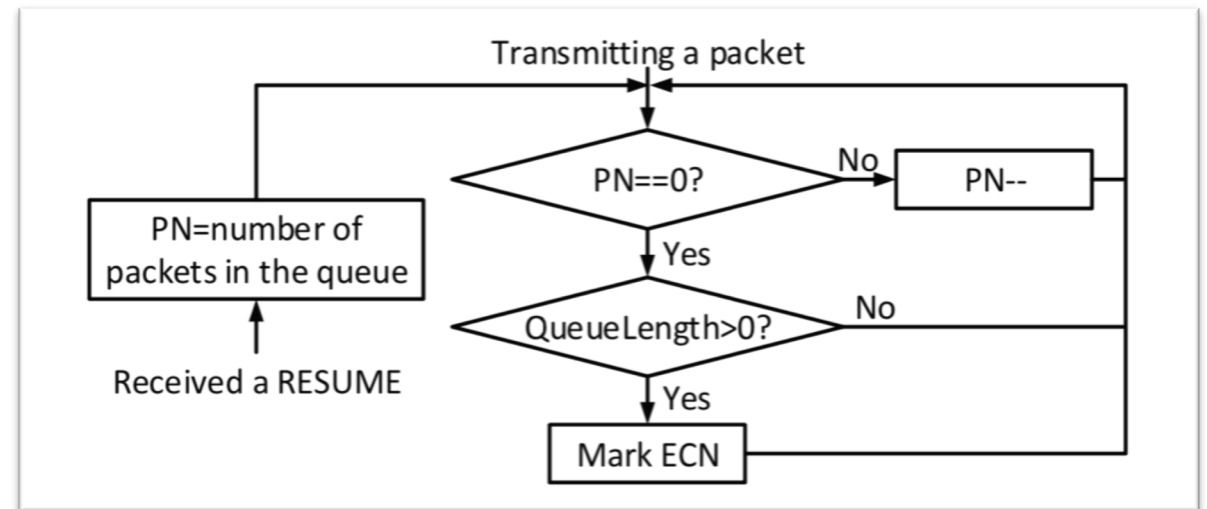 Transmitting a packet
PN==0?
No
PN--
PN=number of
packets in the queue
Yes
QueueLength>0?
No
Received a RESUME
Yes
Mark ECN